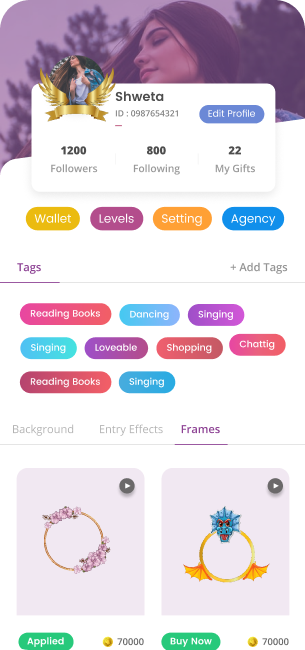 Shweta
ID : 0987654321
Edit Profile
1200 800 22
Followers Following My Gifts
Wallet Levels Setting Agency
Tags + Add Tags
Reading Books Dancing Singing
Singing Loveable Shopping Chattig
Reading Books Singing
Background Entry Effects Frames
Applied 70000 Buy Now 70000